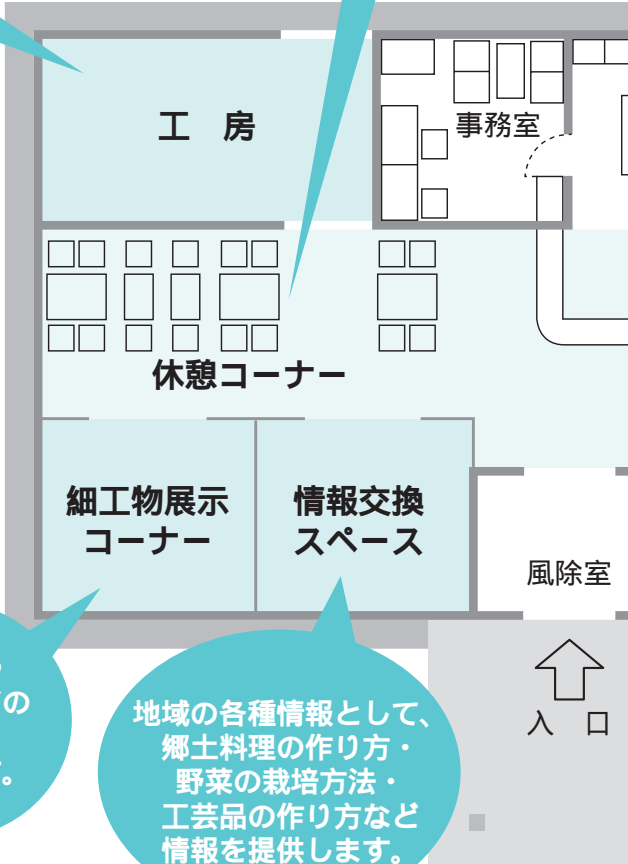 工 房
事務室
休憩コーナー
細工物展示
コーナー
情報交換
スペース
風除室
入 口
の
。
地域の各種情報として、
郷土料理の作り方・
野菜の栽培方法・
工芸品の作り方など
情報を提供します。